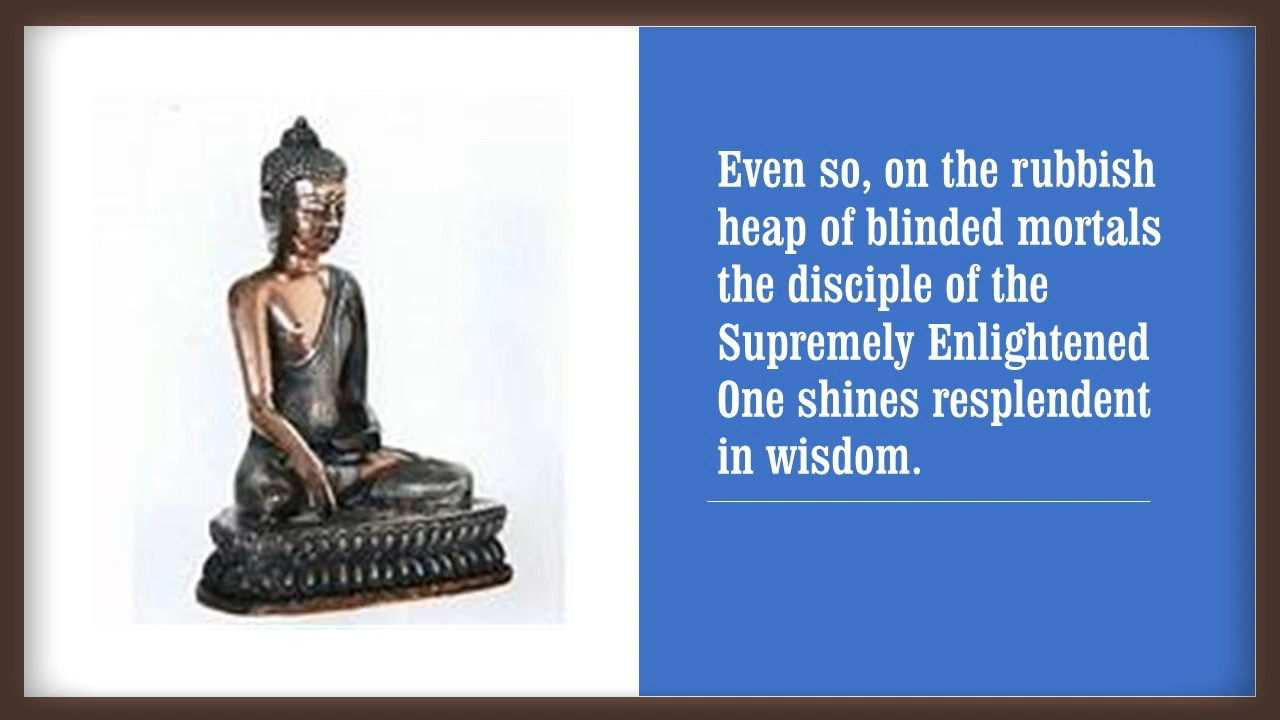 Even so, on the rubbish
heap of blinded mortals
the disciple of the
Supremely Enlightened
One shines resplendent
in wisdom.